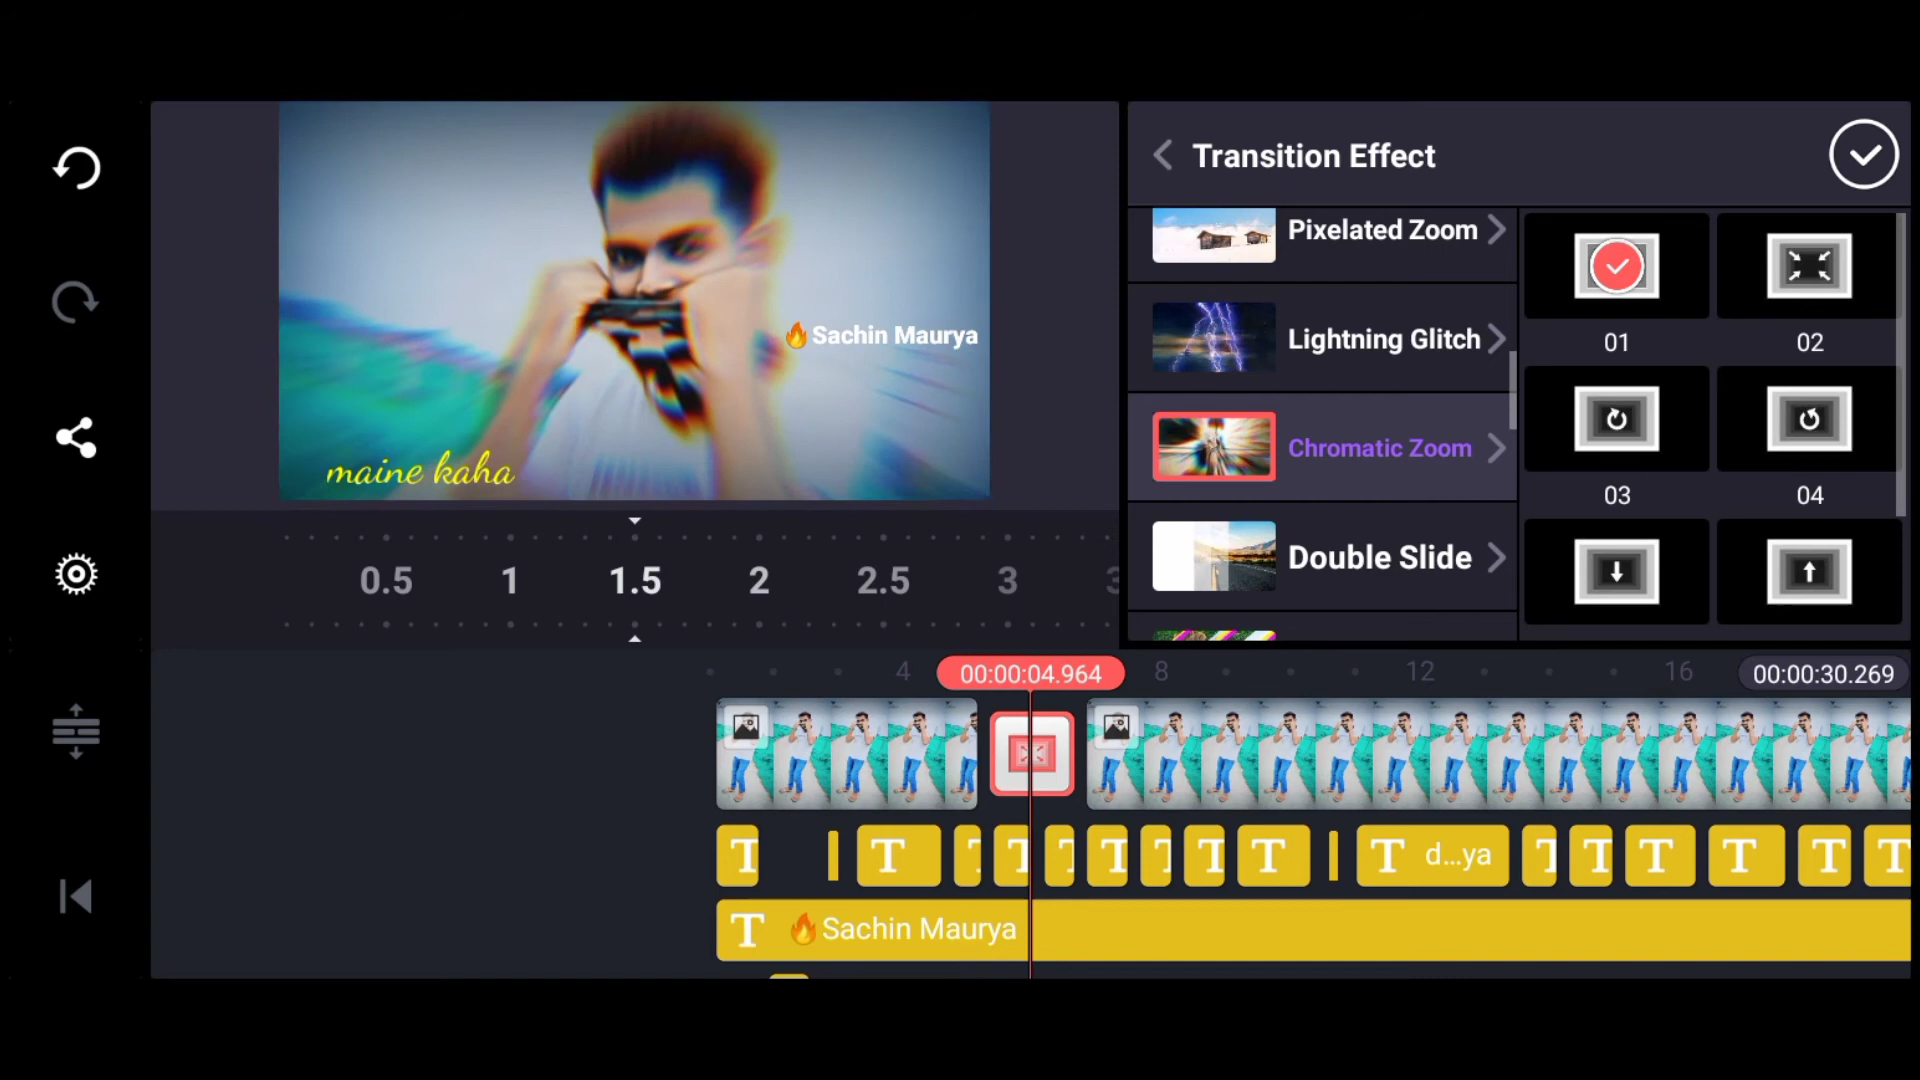 Transition Effect
Pixelated Zoom
Lightning Glitch
Chromatic Zoom
Double Slide
01
02
03
04
🔥Sachin Maurya
maine kaha
0.5 1 1.5 2 2.5 3
4 00:00:04.964 8 12 16 00:00:30.269
T T T T T T T T T T T d...ya T T T T T T
T 🔥Sachin Maurya